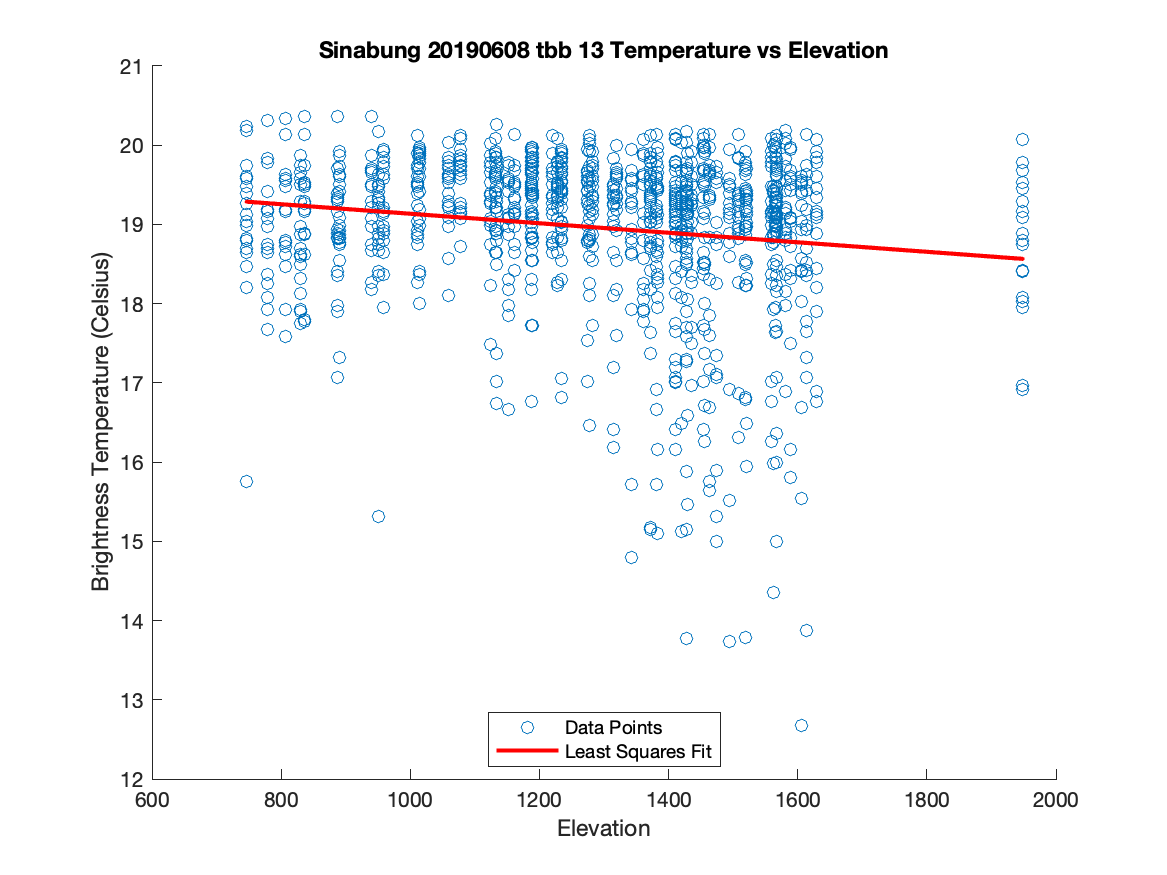 Sinabung 20190608 tbb 13 Temperature vs Elevation
21
20
19
18
17
16
15
14
13
12
Brightness Temperature (Celsius)
Data Points
Least Squares Fit
600 800 1000 1200 1400 1600 1800 2000
Elevation